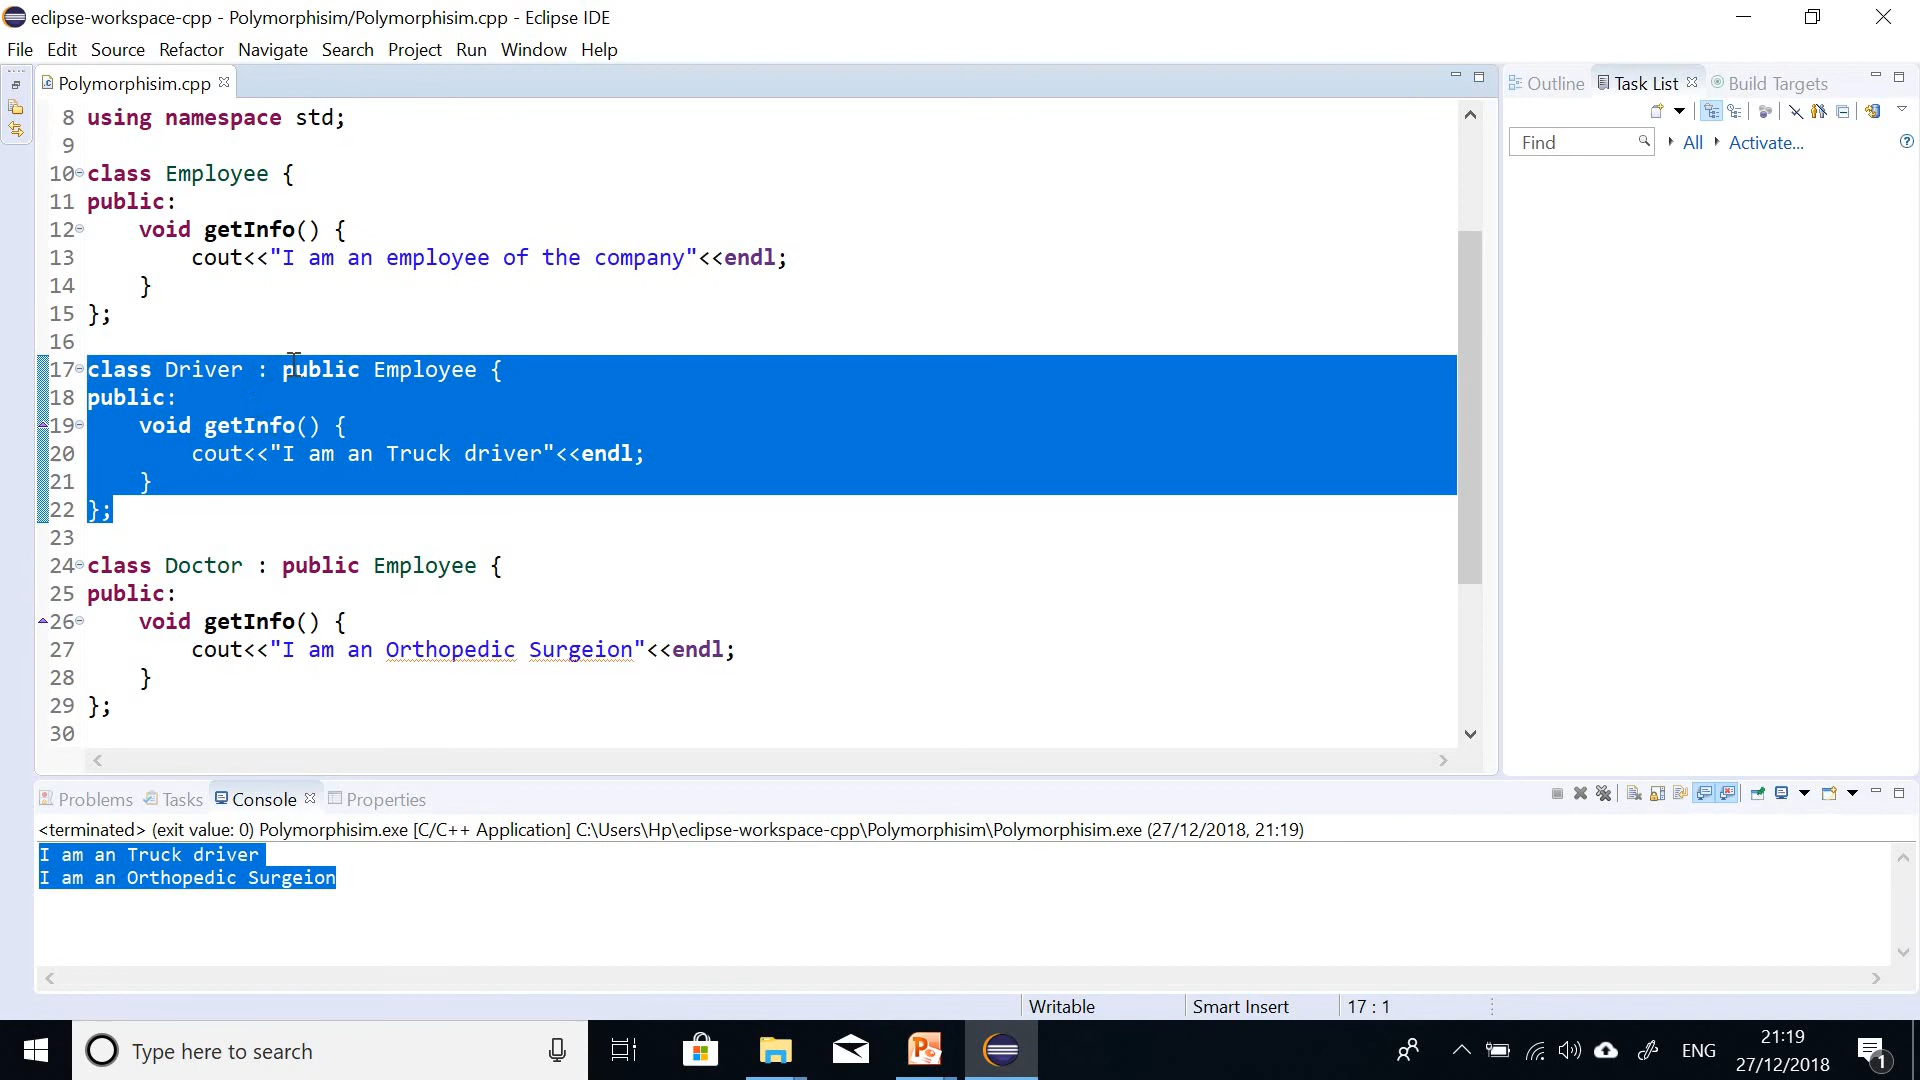 eclipse-workspace-cpp - Polymorphisim/Polymorphisim.cpp - Eclipse IDE
File Edit Source Refactor Navigate Search Project Run Window Help
Polymorphisim.cpp
8 using namespace std;
9
10 class Employee {
11 public:
12 void getInfo() {
13 cout<<"I am an employee of the company"<<endl;
14 }
15 };
16
17 class Driver : public Employee {
18 public:
19 void getInfo() {
20 cout<<"I am an Truck driver"<<endl;
21 }
22 };
23
24 class Doctor : public Employee {
25 public:
26 void getInfo() {
27 cout<<"I am an Orthopedic Surgeion"<<endl;
28 }
29 };
30
Outline Task List Build Targets
Find All Activate...
Problems Tasks Console Properties
<terminated> (exit value: 0) Polymorphisim.exe [C/C++ Application] C:\Users\Hp\eclipse-workspace-cpp\Polymorphisim\Polymorphisim.exe (27/12/2018, 21:19)
I am an Truck driver
I am an Orthopedic Surgeion
Writable Smart Insert 17 : 1
Type here to search
ENG
21:19
27/12/2018
1